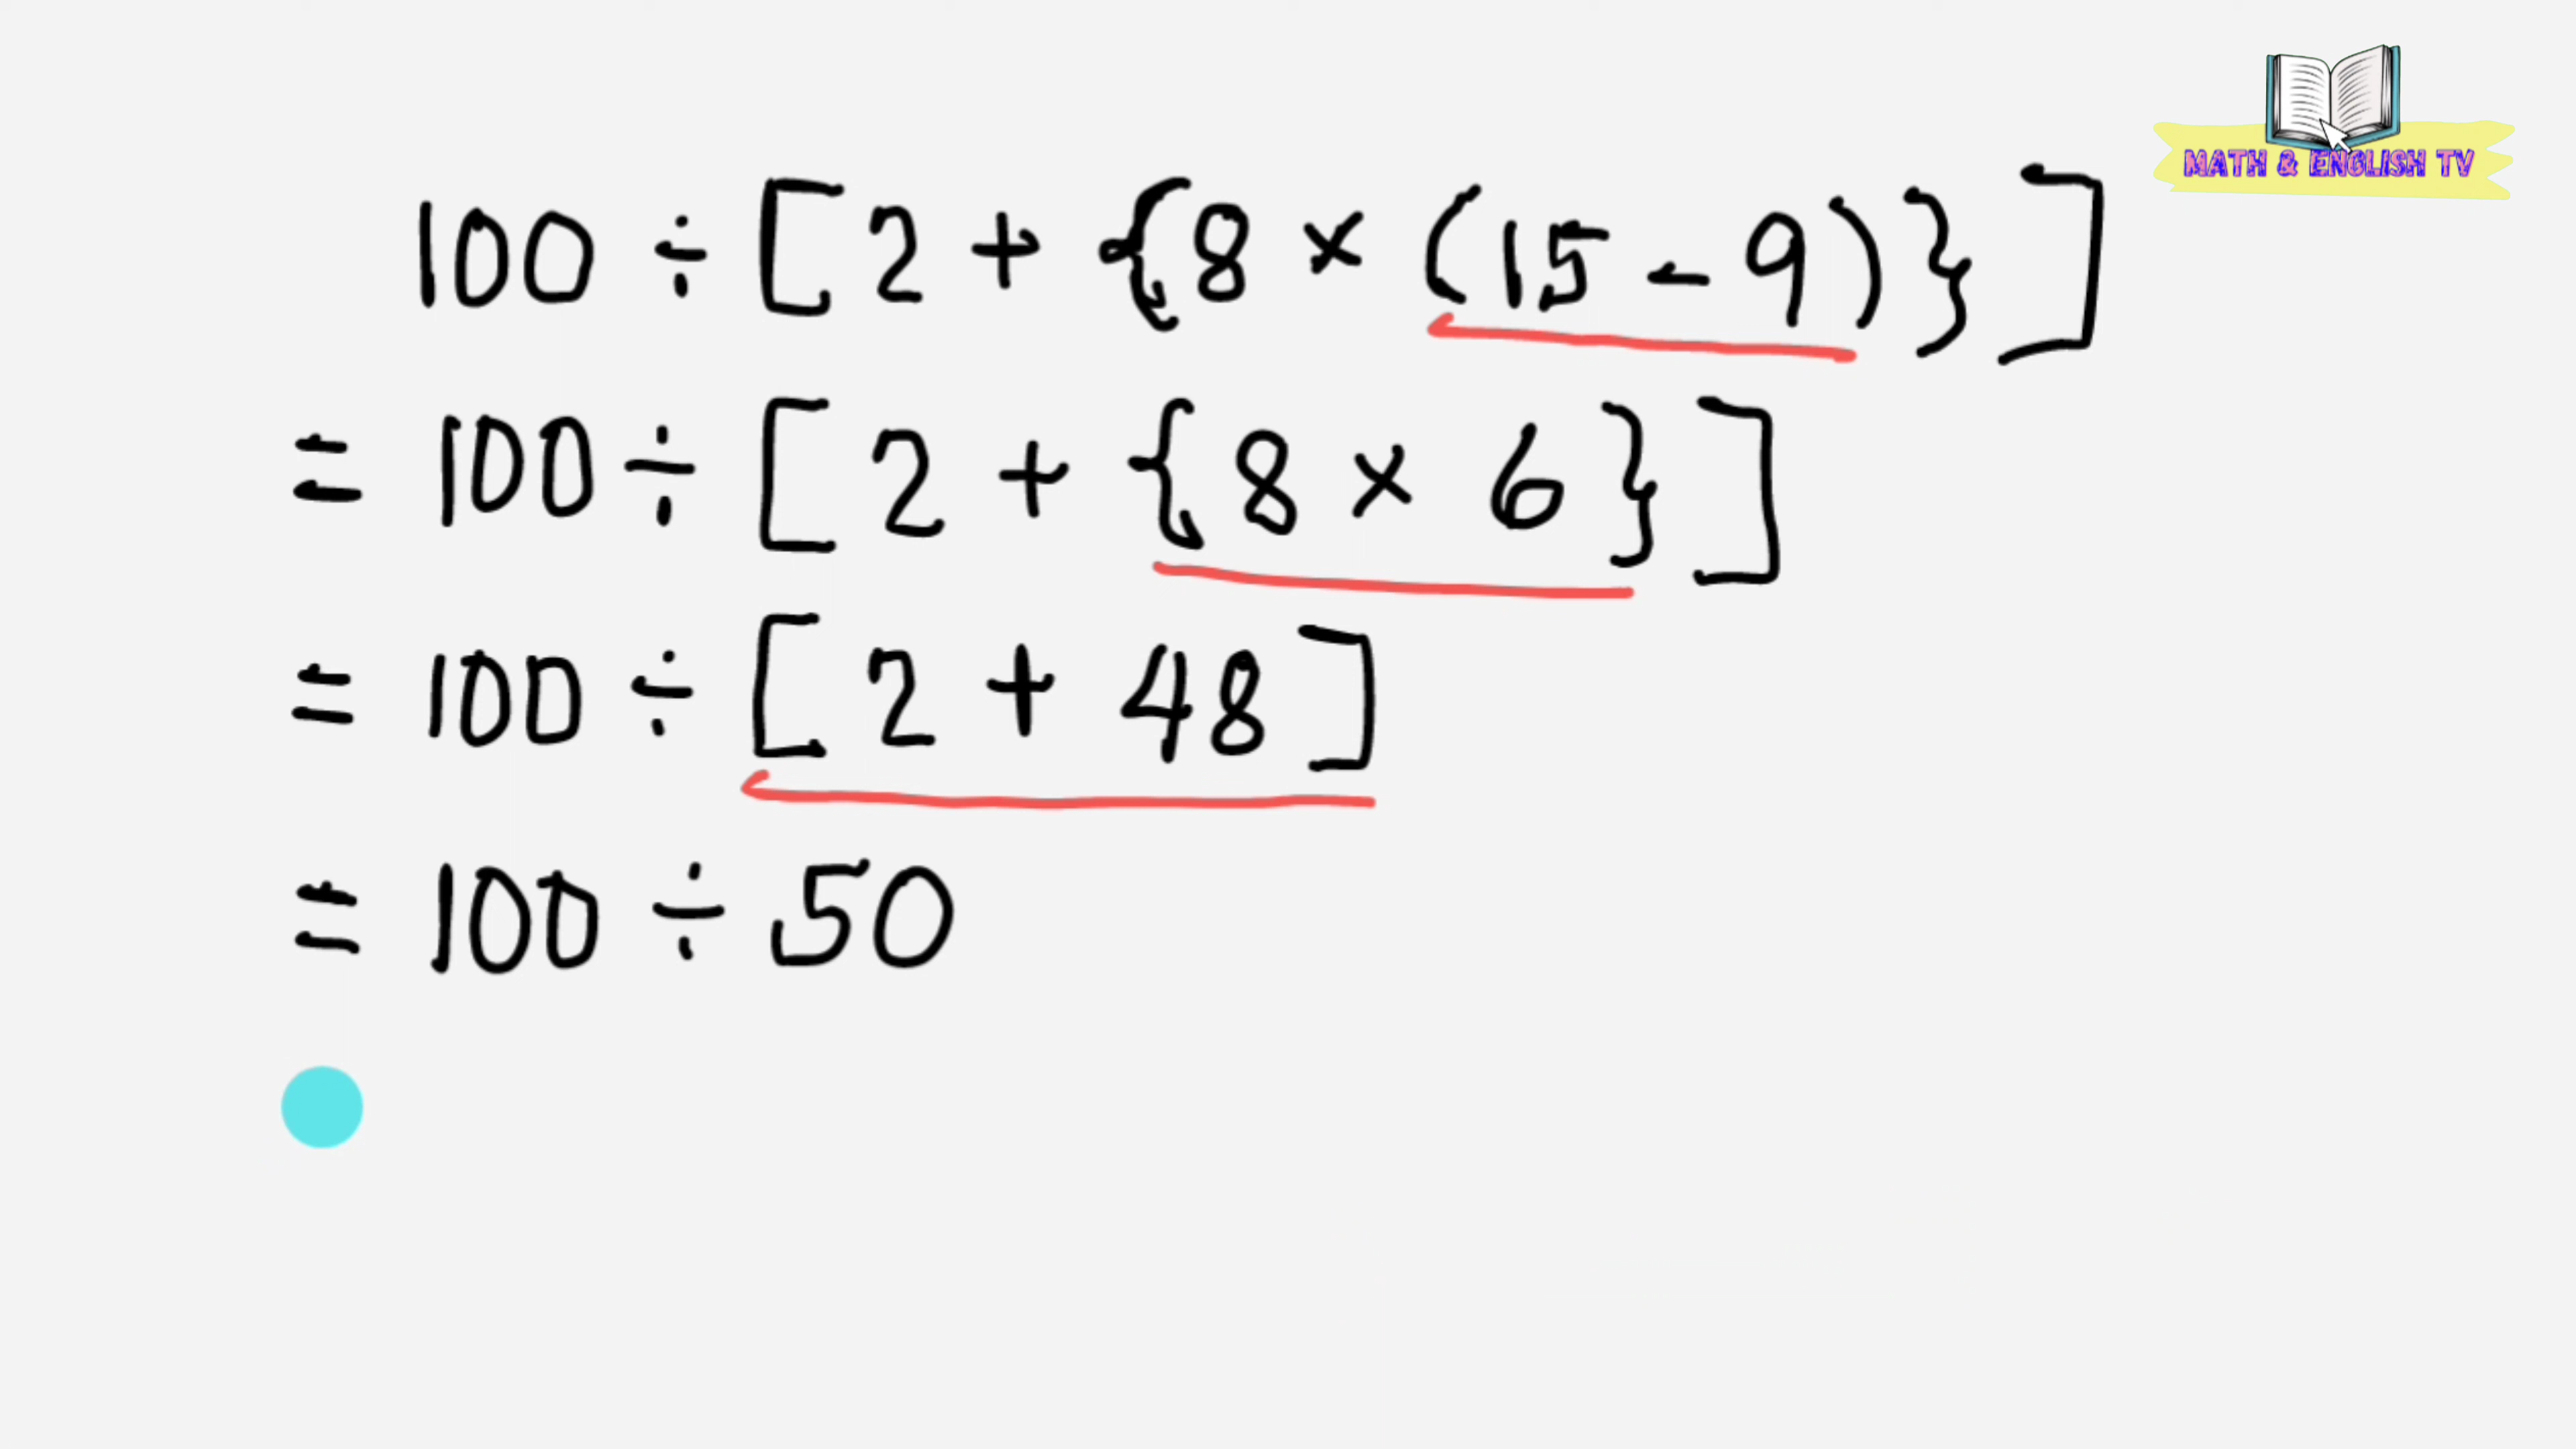 MATH & ENGLISH TV
100 ÷ [2 + {8 × (15 - 9)}]
= 100 ÷ [2 + {8 × 6}]
= 100 ÷ [2 + 48]
= 100 ÷ 50